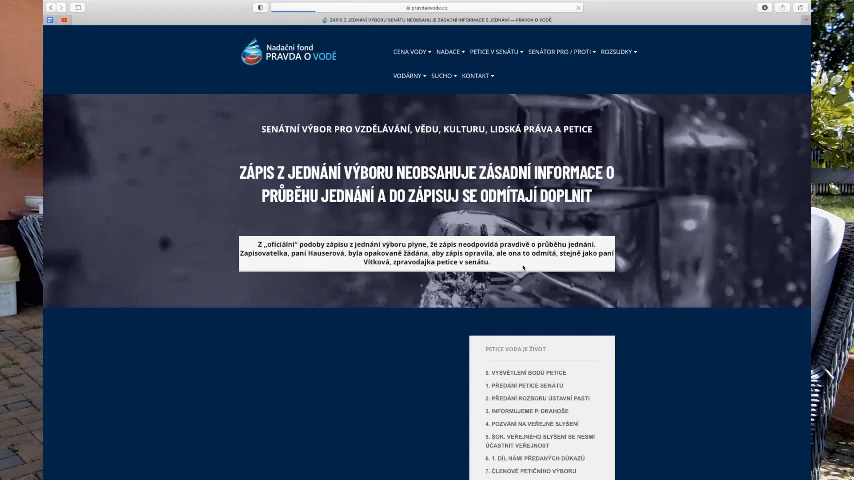 pravdaovode.cz
ZÁPIS Z JEDNÁNÍ VÝBORU SENÁTU NEOBSAHUJE ZÁSADNÍ INFORMACE Z JEDNÁNÍ — PRAVDA O VODĚ
Nadační fond
PRAVDA O VODĚ
CENA VODY NADACE PETICE V SENÁTU SENÁTOR PRO / PROTI ROZSUDKY
VODÁRNY SUCHO KONTAKT
SENÁTNÍ VÝBOR PRO VZDĚLÁVÁNÍ, VĚDU, KULTURU, LIDSKÁ PRÁVA A PETICE
ZÁPIS Z JEDNÁNÍ VÝBORU NEOBSAHUJE ZÁSADNÍ INFORMACE O
PRŮBĚHU JEDNÁNÍ A DO ZÁPISUJ SE ODMÍTAJÍ DOPLNIT
Z „oficiální“ podoby zápisu z jednání výboru plyne, že zápis neodpovídá pravdivě o průběhu jednání.
Zapisovatelka, paní Hauserová, byla opakovaně žádána, aby zápis opravila, ale ona to odmítá, stejně jako paní
Vítková, zpravodajka petice v senátu.
PETICE VODA JE ŽIVOT
0. VYSVĚTLENÍ BODŮ PETICE
1. PŘEDÁNÍ PETICE SENÁTU
2. PŘEDÁNÍ ROZBORU ÚSTAVNÍ PASTI
3. INFORMUJEME P. DRAHOŠE
4. POZVÁNÍ NA VEŘEJNÉ SLYŠENÍ
5. ŠOK. VEŘEJNÉHO SLYŠENÍ SE NESMÍ
ÚČASTNIT VEŘEJNOST
6. 1. DÍL NÁMI PŘEDANÝCH DŮKAZŮ
7. ČLENOVÉ PETIČNÍHO VÝBORU